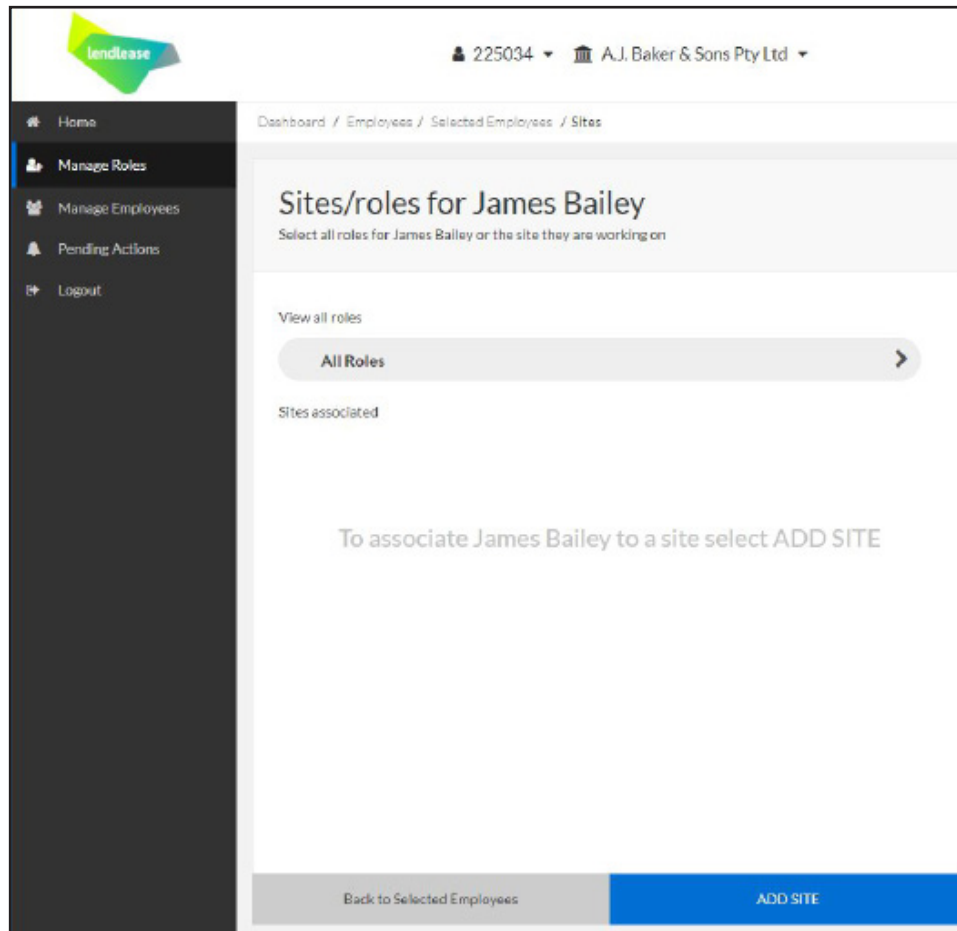 lendlease
225034 A.J. Baker & Sons Pty Ltd
Home
Manage Roles
Manage Employees
Pending Actions
Logout
Dashboard / Employees / Selected Employees / Sites
Sites/roles for James Bailey
Select all roles for James Bailey or the site they are working on
View all roles
All Roles
Sites associated
To associate James Bailey to a site select ADD SITE
Back to Selected Employees
ADD SITE